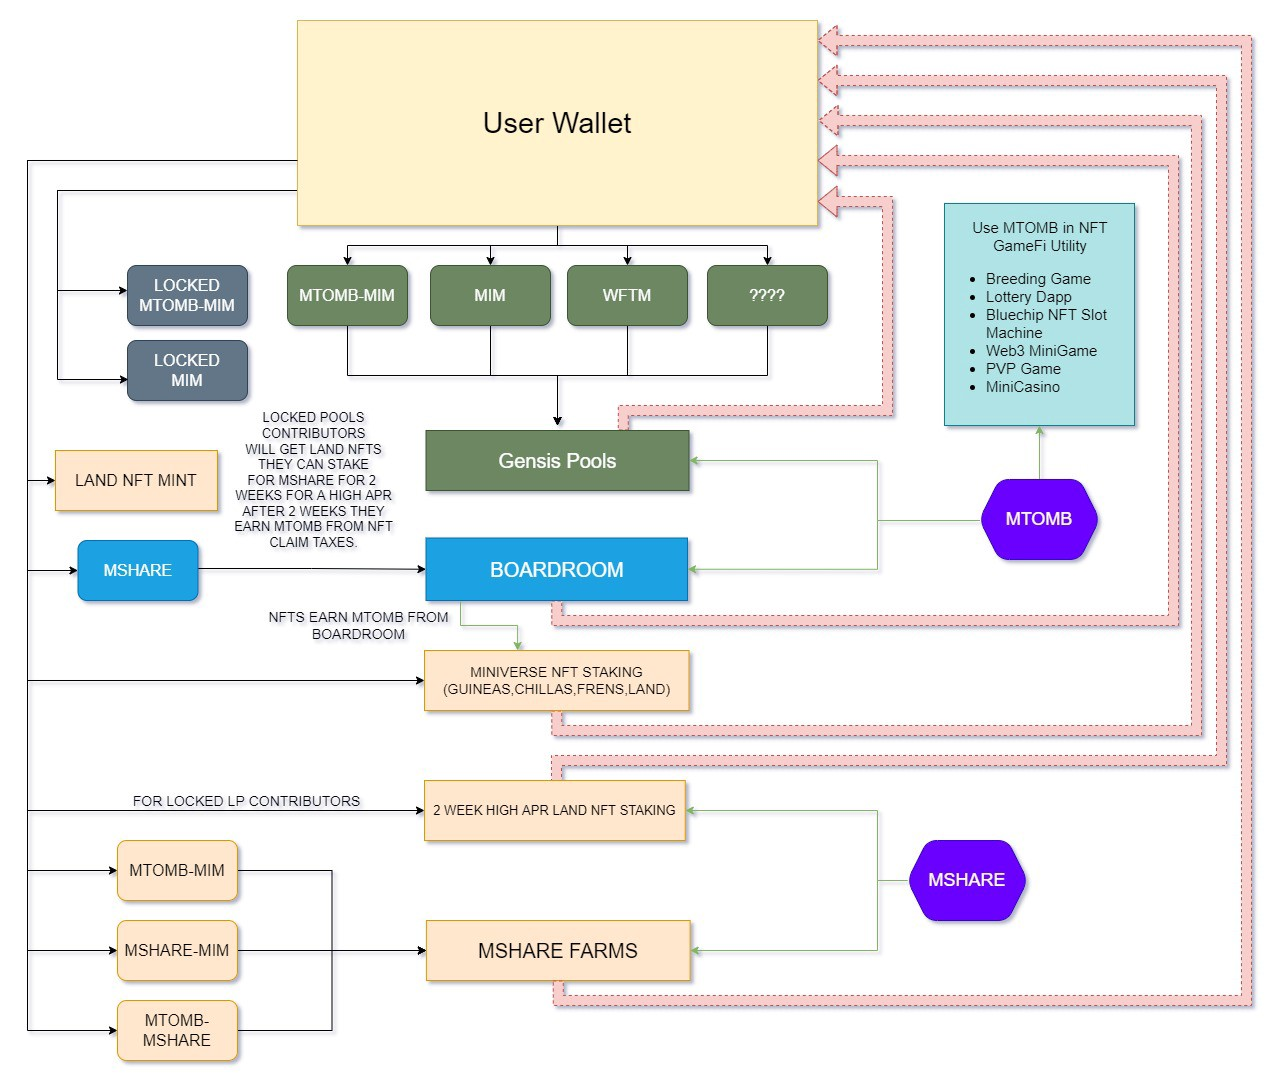 User Wallet
Use MTOMB in NFT
GameFi Utility
Breeding Game
Lottery Dapp
Bluechip NFT Slot
Machine
Web3 MiniGame
PVP Game
MiniCasino
LOCKED
MTOMB-MIM
MTOMB-MIM
MIM
WFTM
????
LOCKED
MIM
LOCKED POOLS
CONTRIBUTORS
WILL GET LAND NFTS
THEY CAN STAKE
FOR MSHARE FOR 2
WEEKS FOR A HIGH APR
AFTER 2 WEEKS THEY
EARN MTOMB FROM NFT
CLAIM TAXES.
Gensis Pools
LAND NFT MINT
MTOMB
MSHARE
BOARDROOM
NFTS EARN MTOMB FROM
BOARDROOM
MINIVERSE NFT STAKING
(GUINEAS,CHILLAS,FRENS,LAND)
FOR LOCKED LP CONTRIBUTORS
2 WEEK HIGH APR LAND NFT STAKING
MTOMB-MIM
MSHARE
MSHARE-MIM
MSHARE FARMS
MTOMB-
MSHARE